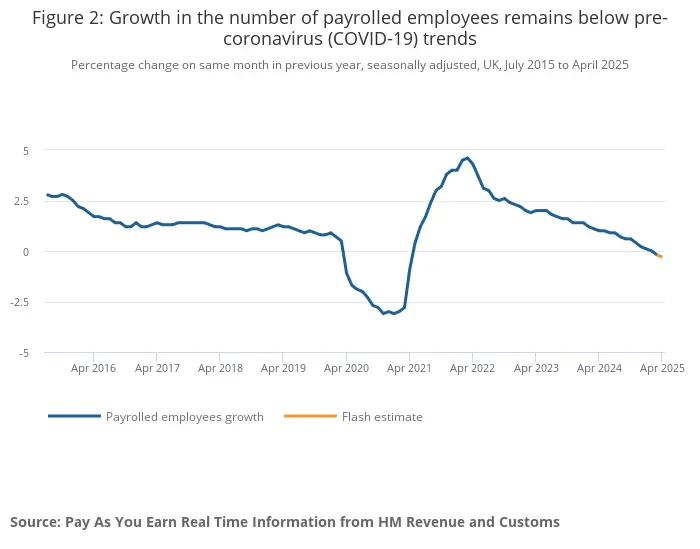 Figure 2: Growth in the number of payrolled employees remains below pre-
coronavirus (COVID-19) trends
Percentage change on same month in previous year, seasonally adjusted, UK, July 2015 to April 2025
5
2.5
0
-2.5
-5
Apr 2016 Apr 2017 Apr 2018 Apr 2019 Apr 2020 Apr 2021 Apr 2022 Apr 2023 Apr 2024 Apr 2025
Payrolled employees growth Flash estimate
Source: Pay As You Earn Real Time Information from HM Revenue and Customs